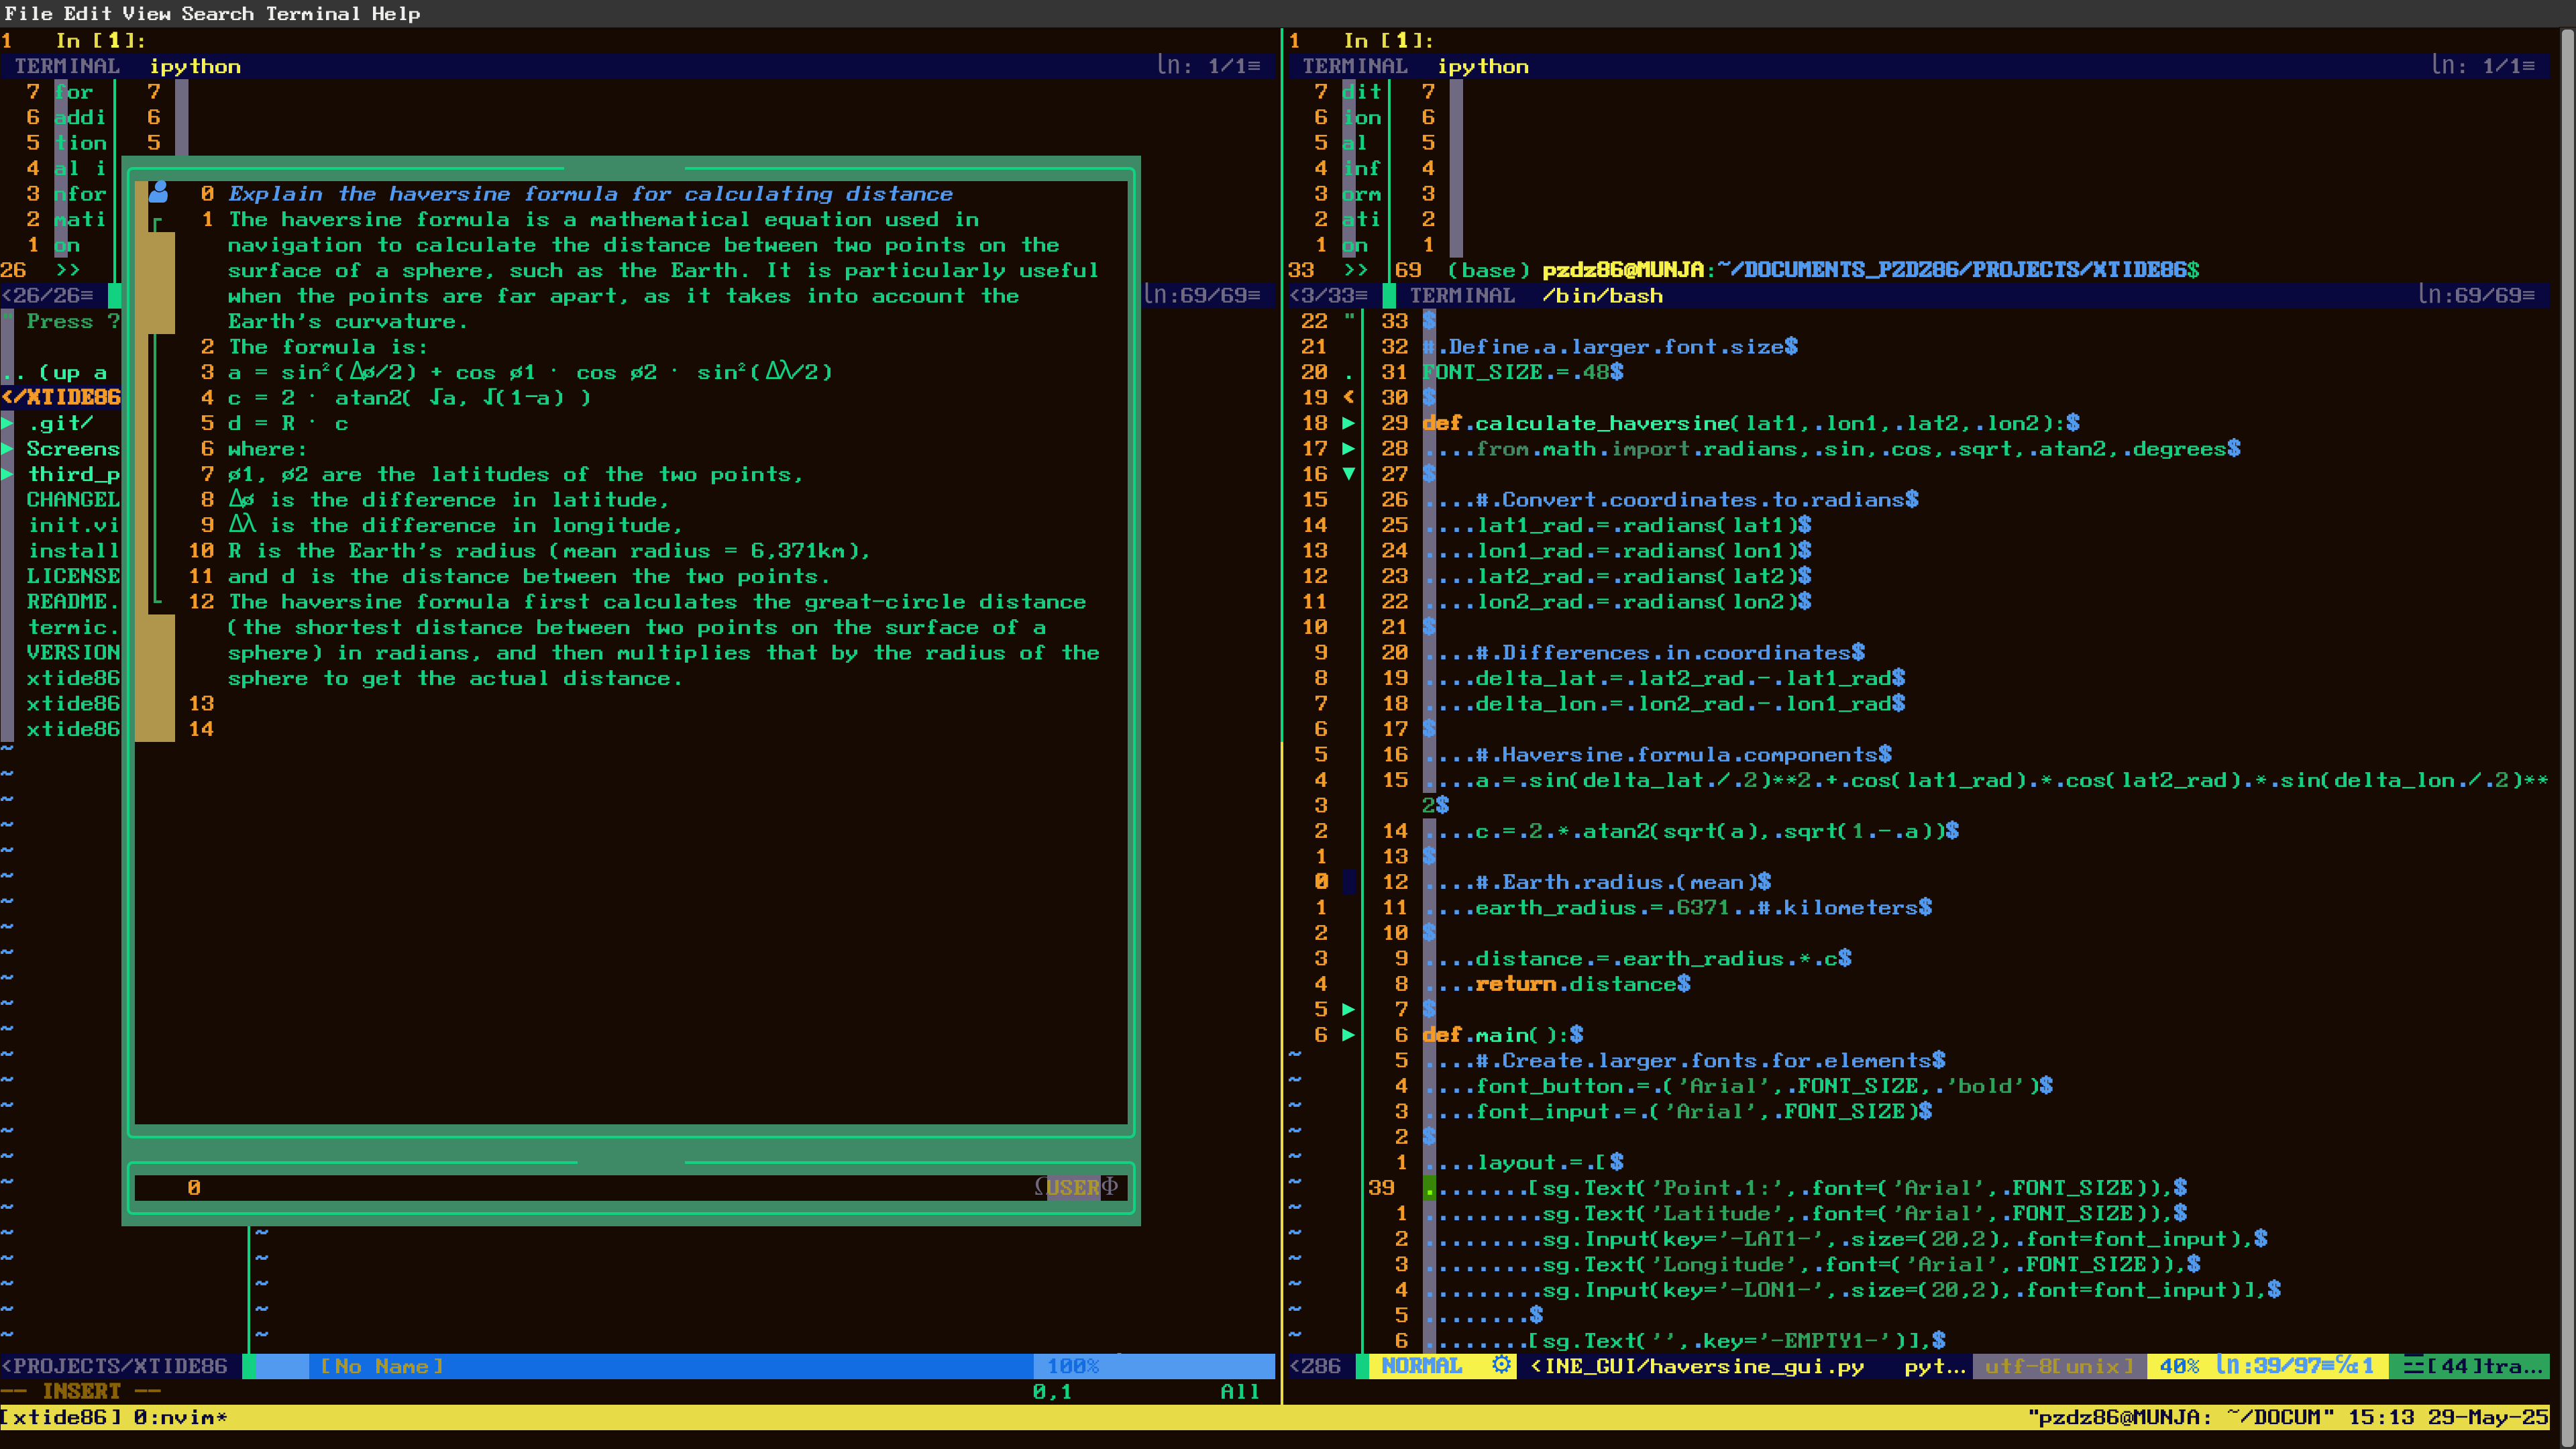 File Edit View Search Terminal Help
1 In [1]:
TERMINAL ipython ln: 1/1≡
7 for 7
6 addi 6
5 tion 5
4 al i
3 nfor
2 mati
1 on
26 >>
<26/26≡ ln:69/69≡
" Press ?
.. (up a
</XTIDE86
▶ .git/
▶ Screens
▶ third_p
CHANGEL
init.vi
install
LICENSE
README.
termic.
VERSION
xtide86
xtide86
xtide86
0 Explain the haversine formula for calculating distance
1 The haversine formula is a mathematical equation used in
navigation to calculate the distance between two points on the
surface of a sphere, such as the Earth. It is particularly useful
when the points are far apart, as it takes into account the
Earth's curvature.
2 The formula is:
3 a = sin²(Δø/2) + cos ø1 · cos ø2 · sin²(Δλ/2)
4 c = 2 · atan2( √a, √(1-a) )
5 d = R · c
6 where:
7 ø1, ø2 are the latitudes of the two points,
8 Δø is the difference in latitude,
9 Δλ is the difference in longitude,
10 R is the Earth's radius (mean radius = 6,371km),
11 and d is the distance between the two points.
12 The haversine formula first calculates the great-circle distance
(the shortest distance between two points on the surface of a
sphere) in radians, and then multiplies that by the radius of the
sphere to get the actual distance.
13
14
0 ΩUSERΦ
<PROJECTS/XTIDE86 [No Name] 100%
-- INSERT -- 0,1 All
1 In [1]:
TERMINAL ipython ln: 1/1≡
7 dit 7
6 ion 6
5 al 5
4 inf 4
3 orm 3
2 ati 2
1 on 1
33 >> 69 (base) pzdz86@MUNJA:~/DOCUMENTS_PZDZ86/PROJECTS/XTIDE86$
<3/33≡ TERMINAL /bin/bash ln:69/69≡
22 " 33 $
21 32 #.Define.a.larger.font.size$
20 . 31 FONT_SIZE.=.48$
19 < 30 $
18 ▶ 29 def.calculate_haversine(lat1,.lon1,.lat2,.lon2):$
17 ▶ 28 ....from.math.import.radians,.sin,.cos,.sqrt,.atan2,.degrees$
16 ▼ 27 $
15 26 ....#.Convert.coordinates.to.radians$
14 25 ....lat1_rad.=.radians(lat1)$
13 24 ....lon1_rad.=.radians(lon1)$
12 23 ....lat2_rad.=.radians(lat2)$
11 22 ....lon2_rad.=.radians(lon2)$
10 21 $
9 20 ....#.Differences.in.coordinates$
8 19 ....delta_lat.=.lat2_rad.-.lat1_rad$
7 18 ....delta_lon.=.lon2_rad.-.lon1_rad$
6 17 $
5 16 ....#.Haversine.formula.components$
4 15 ....a.=.sin(delta_lat./.2)**2.+.cos(lat1_rad).*.cos(lat2_rad).*.sin(delta_lon./.2)**
3 2$
2 14 ....c.=.2.*.atan2(sqrt(a),.sqrt(1.-.a))$
1 13 $
0 12 ....#.Earth.radius.(mean)$
1 11 ....earth_radius.=.6371..#.kilometers$
2 10 $
3 9 ....distance.=.earth_radius.*.c$
4 8 ....return.distance$
5 ▶ 7 $
6 ▶ 6 def.main():$
~ 5 ....#.Create.larger.fonts.for.elements$
~ 4 ....font_button.=.('Arial',.FONT_SIZE,.'bold')$
~ 3 ....font_input.=.('Arial',.FONT_SIZE)$
~ 2 $
~ 1 ....layout.=.[$
~ 39 ........[sg.Text('Point.1:',.font=('Arial',.FONT_SIZE)),$
~ 1 .........sg.Text('Latitude',.font=('Arial',.FONT_SIZE)),$
~ 2 .........sg.Input(key='-LAT1-',.size=(20,2),.font=font_input),$
~ 3 .........sg.Text('Longitude',.font=('Arial',.FONT_SIZE)),$
~ 4 .........sg.Input(key='-LON1-',.size=(20,2),.font=font_input)],$
~ 5 ........$
~ 6 ........[sg.Text('',.key='-EMPTY1-')],$
<Z86 NORMAL <INE_GUI/haversine_gui.py pyt… utf-8[unix] 40% ln:39/97≡℅:1 ☲[44]tra…
[xtide86] 0:nvim* "pzdz86@MUNJA: ~/DOCUM" 15:13 29-May-25